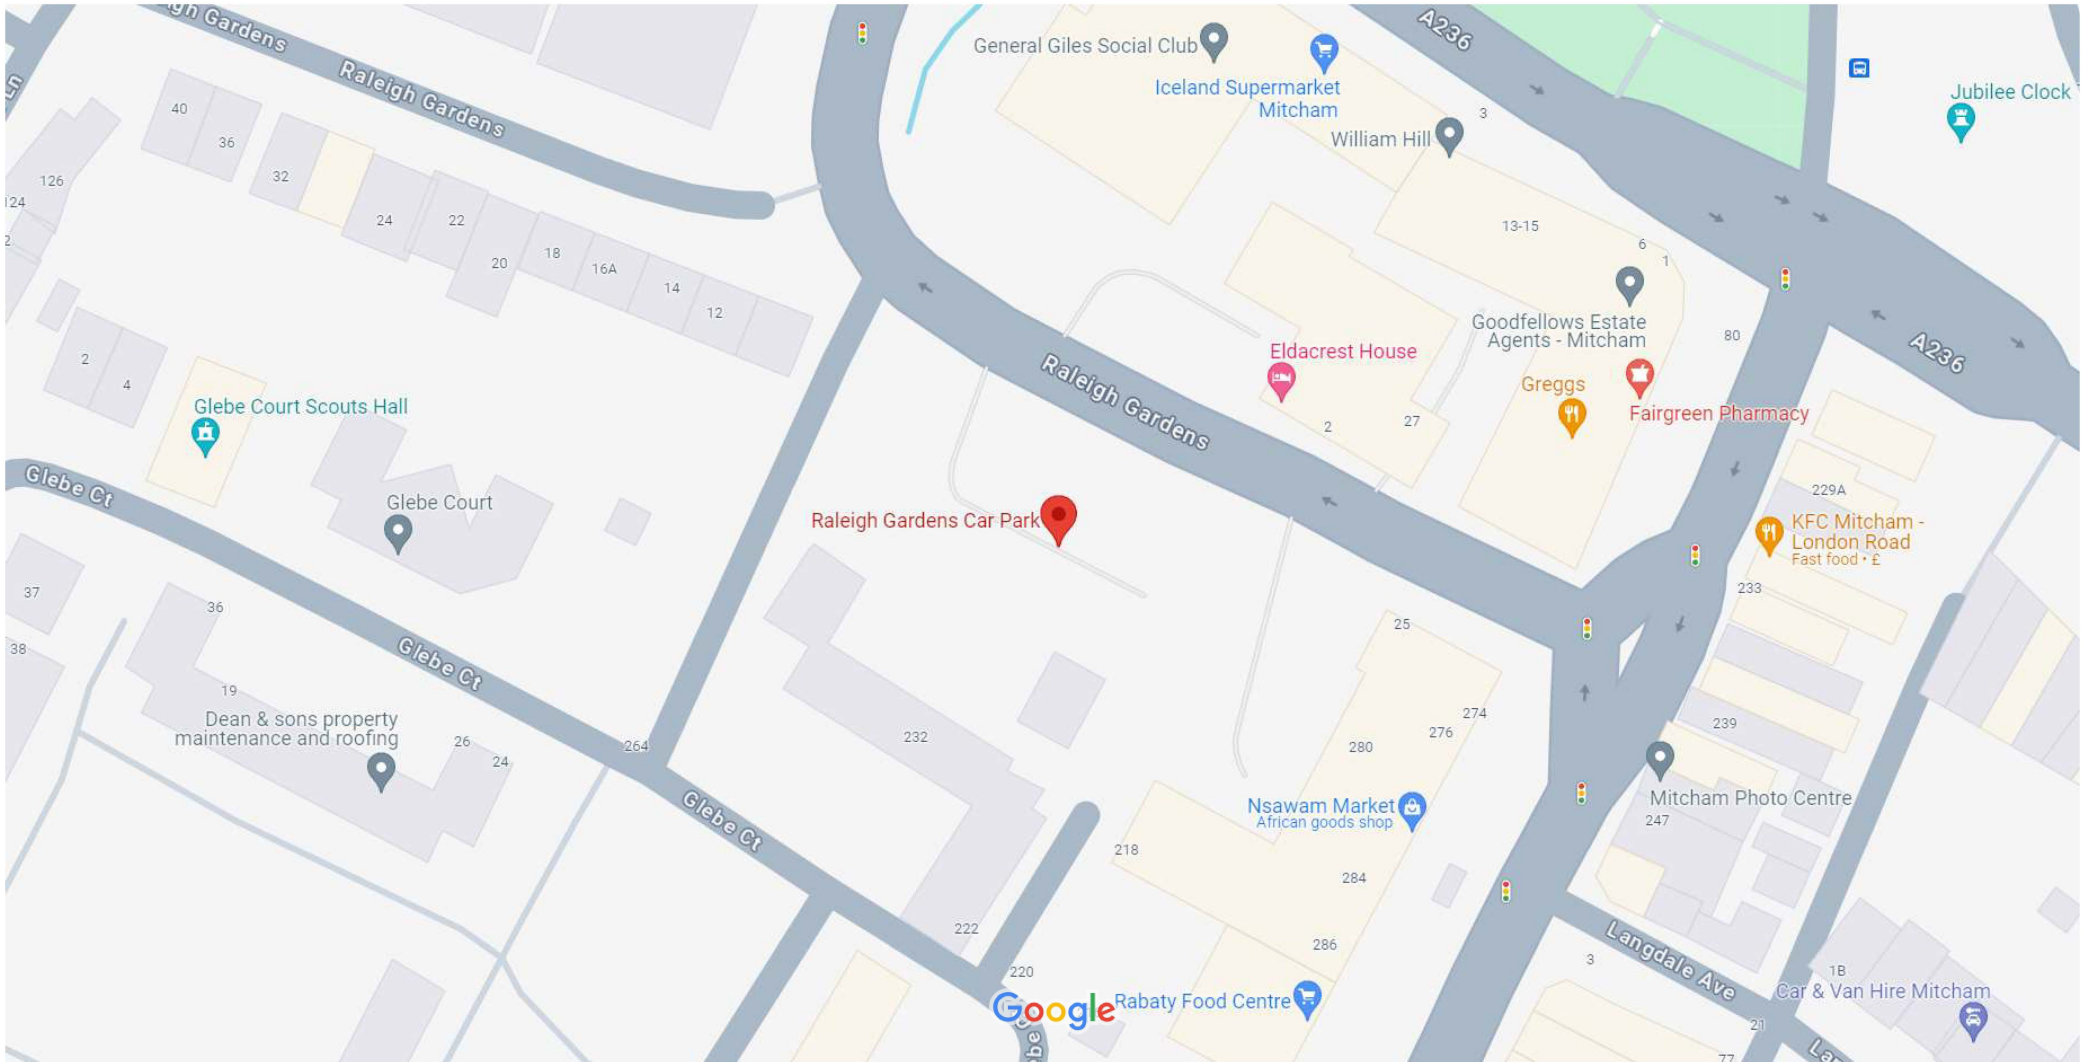 gh Gardens
Raleigh Gardens
General Giles Social Club
Iceland Supermarket
Mitcham
A236
Jubilee Clock
William Hill
3
40
36
32
126
124
24
22
20
18
16A
14
12
13-15
6
1
2
4
2
Glebe Court Scouts Hall
Glebe Ct
Glebe Court
Raleigh Gardens
Eldacrest House
2
27
Goodfellows Estate
Agents - Mitcham
Greggs
Fairgreen Pharmacy
80
A236
229A
KFC Mitcham -
London Road
Fast food • £
233
Raleigh Gardens Car Park
37
38
36
19
Glebe Ct
Dean & sons property
maintenance and roofing
26
24
264
232
25
274
276
280
239
Mitcham Photo Centre
247
Nsawam Market
African goods shop
Glebe Ct
218
284
222
286
220
Langdale Ave
3
1B
Car & Van Hire Mitcham
Google
Rabaty Food Centre
21
77